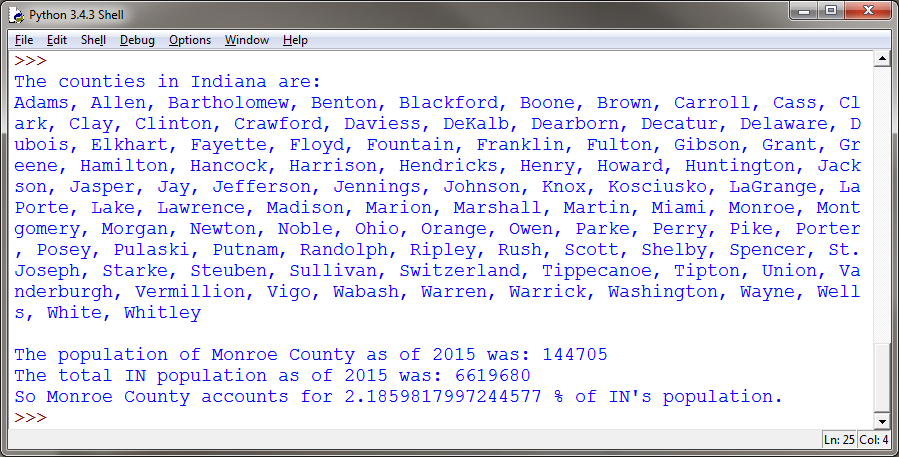 Python 3.4.3 Shell
File Edit Shell Debug Options Window Help
>>>
The counties in Indiana are:
Adams, Allen, Bartholomew, Benton, Blackford, Boone, Brown, Carroll, Cass, Cl
ark, Clay, Clinton, Crawford, Daviess, DeKalb, Dearborn, Decatur, Delaware, D
ubois, Elkhart, Fayette, Floyd, Fountain, Franklin, Fulton, Gibson, Grant, Gr
eene, Hamilton, Hancock, Harrison, Hendricks, Henry, Howard, Huntington, Jack
son, Jasper, Jay, Jefferson, Jennings, Johnson, Knox, Kosciusko, LaGrange, La
Porte, Lake, Lawrence, Madison, Marion, Marshall, Martin, Miami, Monroe, Mont
gomery, Morgan, Newton, Noble, Ohio, Orange, Owen, Parke, Perry, Pike, Porter
, Posey, Pulaski, Putnam, Randolph, Ripley, Rush, Scott, Shelby, Spencer, St.
Joseph, Starke, Steuben, Sullivan, Switzerland, Tippecanoe, Tipton, Union, Va
nderburgh, Vermillion, Vigo, Wabash, Warren, Warrick, Washington, Wayne, Well
s, White, Whitley
The population of Monroe County as of 2015 was: 144705
The total IN population as of 2015 was: 6619680
So Monroe County accounts for 2.1859817997244577 % of IN's population.
>>>
Ln: 25 Col: 4